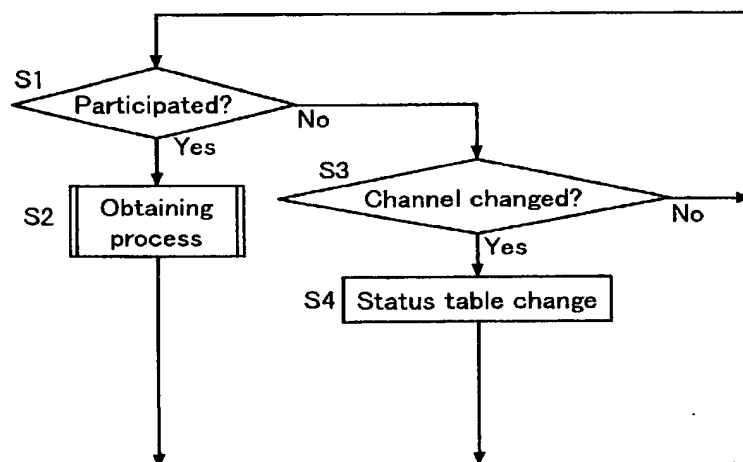 S1
Participated?
No
Yes
S3
Channel changed?
No
S2
Obtaining
process
Yes
S4
Status table change